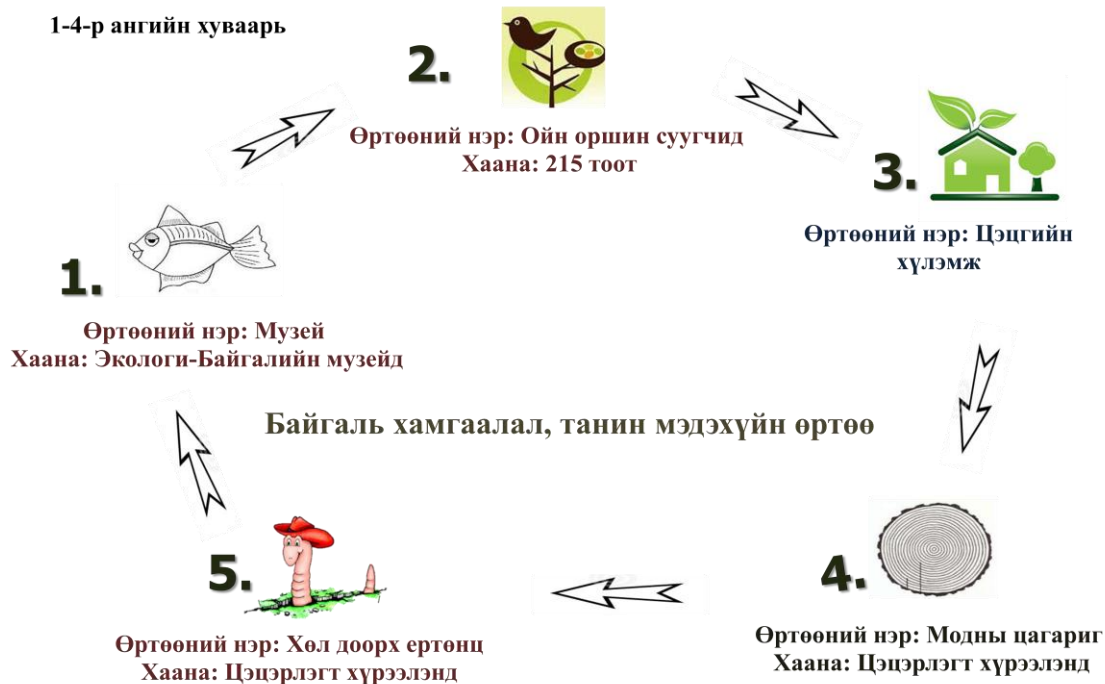 1-4-р ангийн хуваарь
2.
Өртөөний нэр: Ойн оршин суугчид
Хаана: 215 тоот
3.
Өртөөний нэр: Цэцгийн
хүлэмж
1.
Өртөөний нэр: Музей
Хаана: Экологи-Байгалийн музейд
Байгаль хамгаалал, танин мэдэхүйн өртөө
4.
Өртөөний нэр: Модны цагариг
Хаана: Цэцэрлэгт хүрээлэнд
5.
Өртөөний нэр: Хөл доорх ертөнц
Хаана: Цэцэрлэгт хүрээлэнд